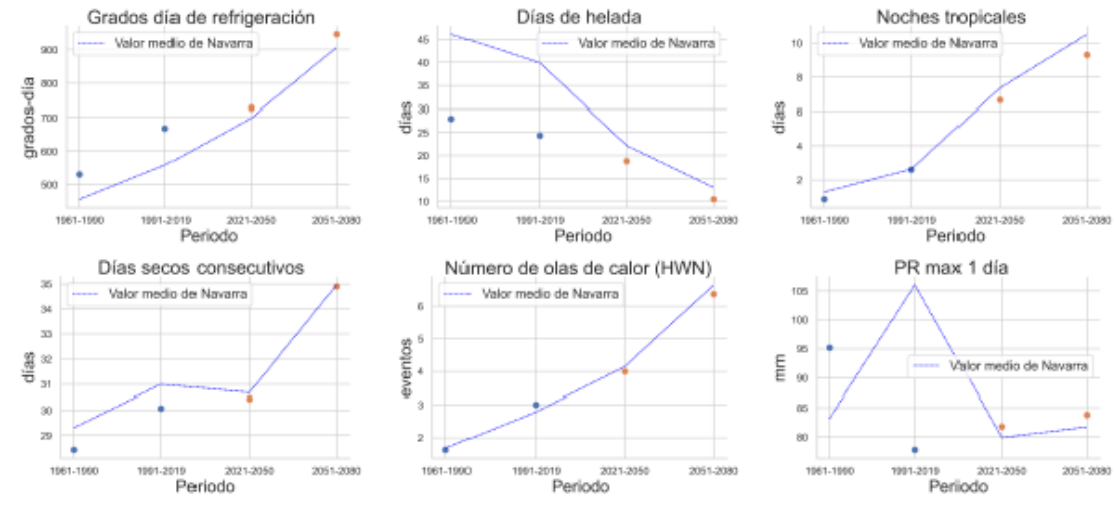 Grados día de refrigeración
Valor medio de Navarra
900
800
700
600
500
grados-día
1961-1990 1991-2019 2021-2050 2051-2080
Periodo
Días de helada
Valor medio de Navarra
45
40
35
30
25
20
15
10
días
1961-1990 1991-2019 2021-2050 2051-2080
Periodo
Noches tropicales
Valor medio de Navarra
10
8
6
4
2
días
1961-1990 1991-2019 2021-2050 2051-2080
Periodo
Días secos consecutivos
Valor medio de Navarra
35
34
33
32
31
30
29
días
1961-1990 1991-2019 2021-2050 2051-2080
Periodo
Número de olas de calor (HWN)
Valor medio de Navarra
6
5
4
3
2
eventos
1961-1990 1991-2019 2021-2050 2051-2080
Periodo
PR max 1 día
Valor medio de Navarra
105
100
95
90
85
80
mm
1961-1990 1991-2019 2021-2050 2051-2080
Periodo